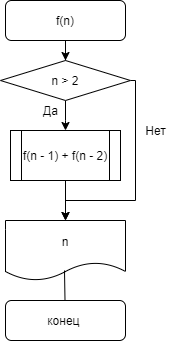 f(n)
n > 2
Да
Нет
f(n - 1) + f(n - 2)
n
конец